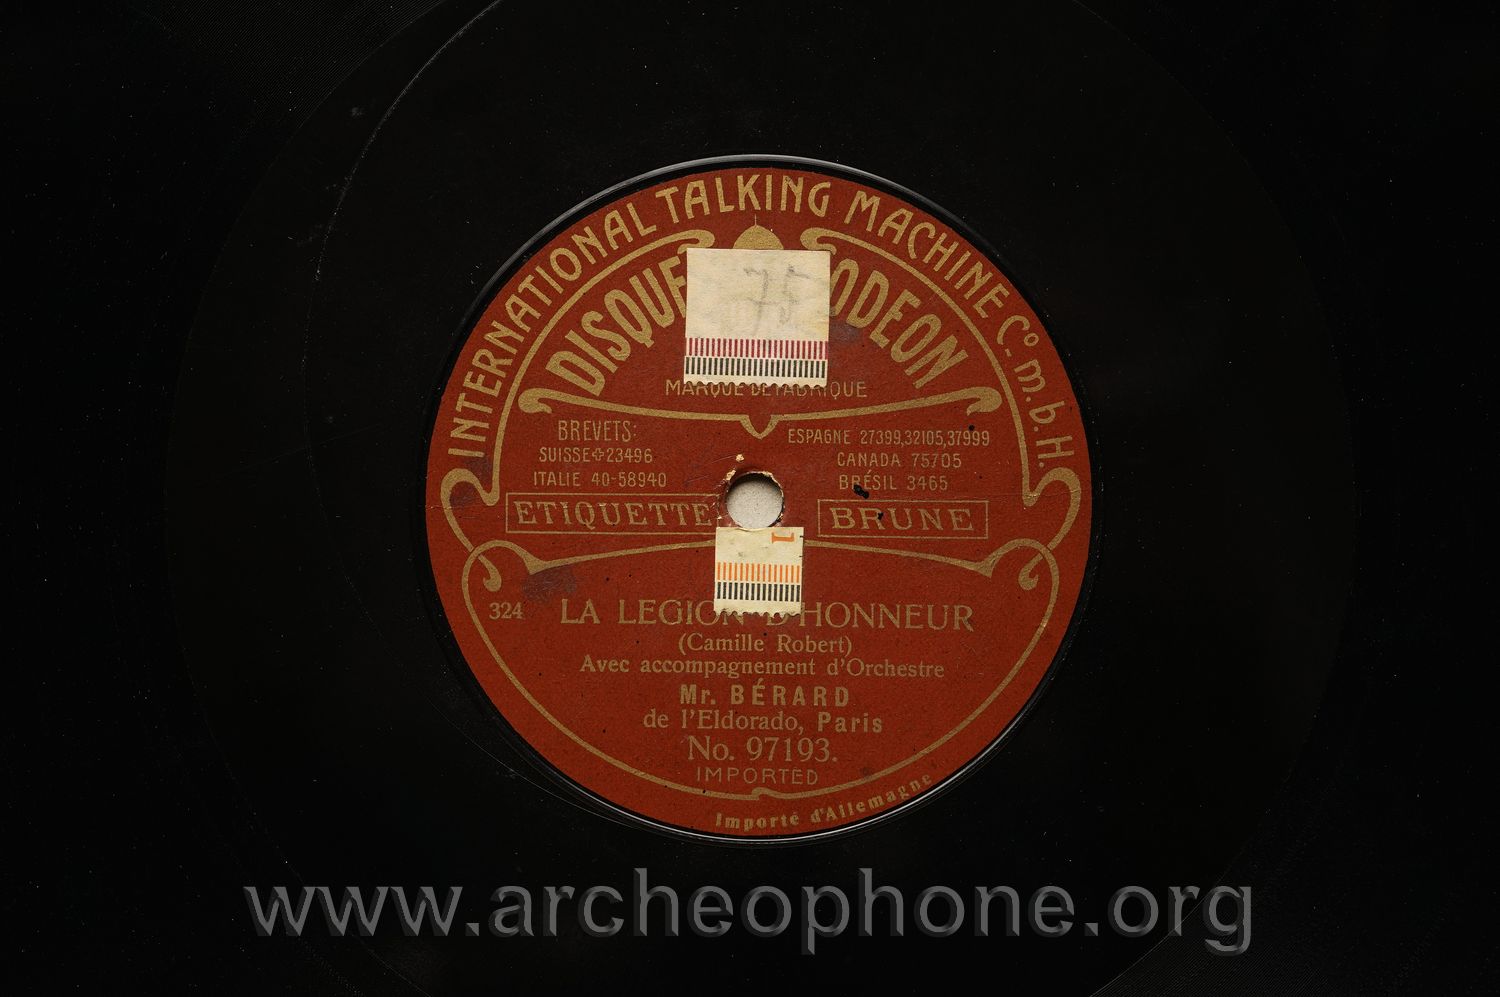 INTERNATIONAL TALKING MACHINE Co. m. b. H.
75
DISQUE ODEON
MARQUE DE FABRIQUE
BREVETS:
SUISSE 23496
ITALIE 40-58940
ESPAGNE 27399,32105,37999
CANADA 75705
BRÉSIL 3465
ETIQUETTE BRUNE
1
324 LA LEGION D'HONNEUR
(Camille Robert)
Avec accompagnement d'Orchestre
Mr. BÉRARD
de l'Eldorado, Paris
No. 97193.
IMPORTED
Importé d'Allemagne
www.archeophone.org